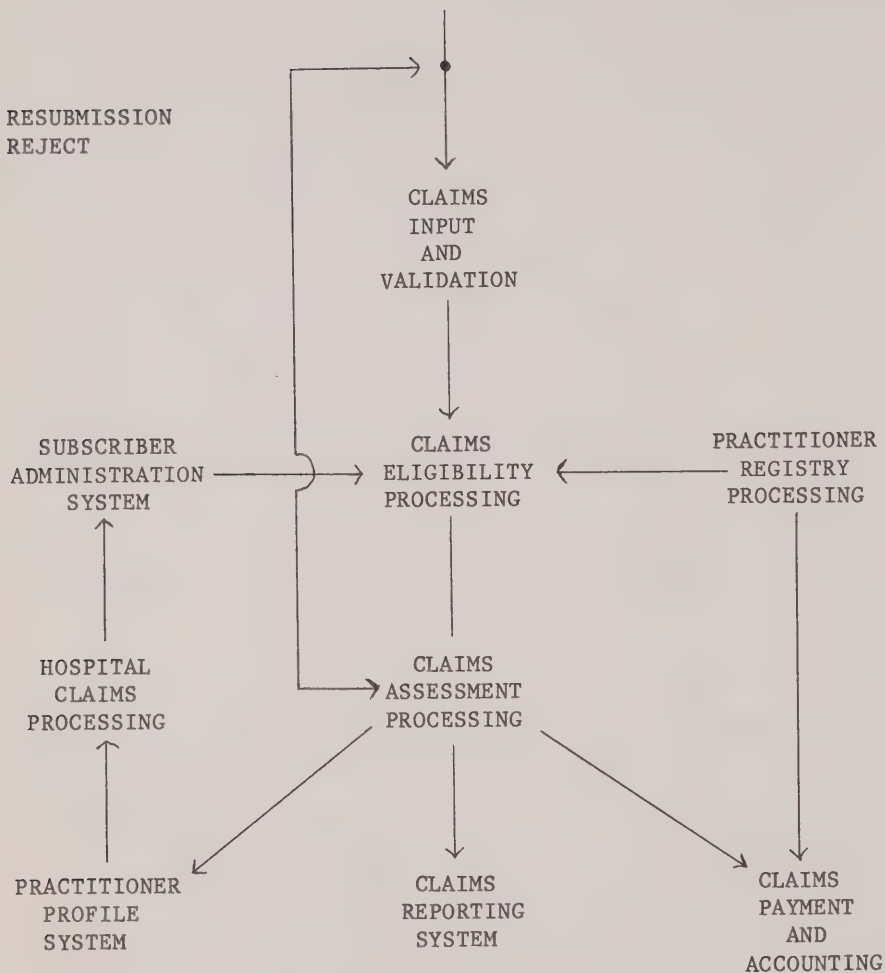 RESUBMISSION
REJECT
CLAIMS
INPUT
AND
VALIDATION
SUBSCRIBER
ADMINISTRATION
SYSTEM
CLAIMS
ELIGIBILITY
PROCESSING
PRACTITIONER
REGISTRY
PROCESSING
HOSPITAL
CLAIMS
PROCESSING
CLAIMS
ASSESSMENT
PROCESSING
PRACTITIONER
PROFILE
SYSTEM
CLAIMS
REPORTING
SYSTEM
CLAIMS
PAYMENT
AND
ACCOUNTING